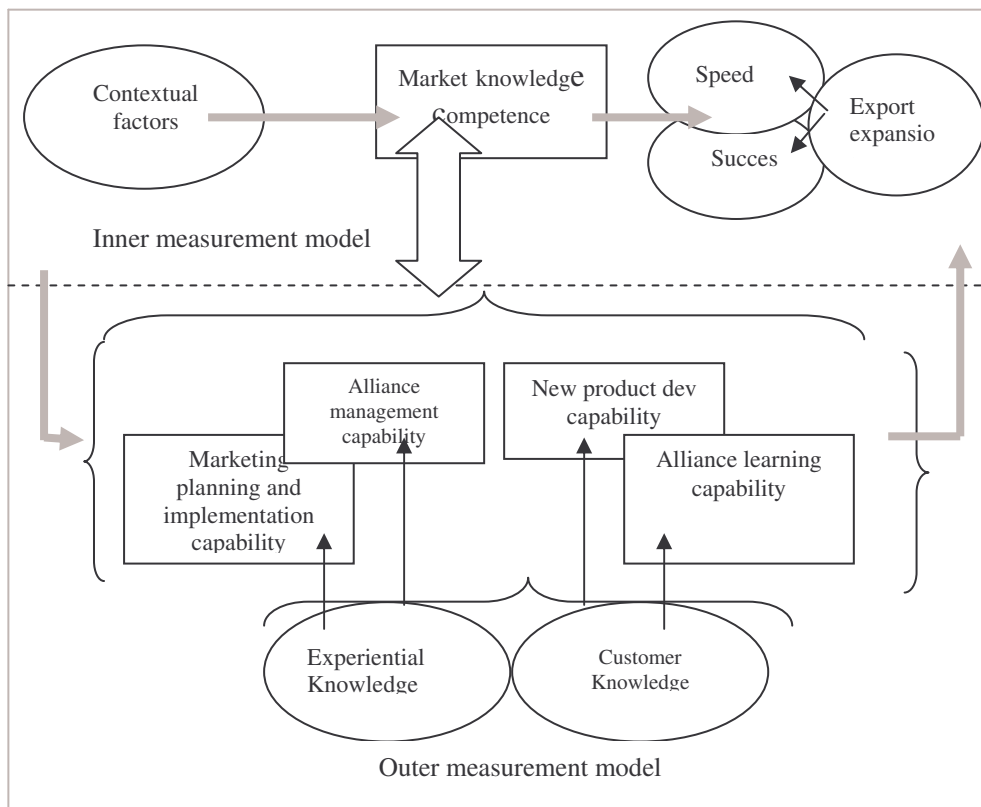 Contextual
factors
Market knowledge
competence
Speed
Succes
Export
expansio
Inner measurement model
Alliance
management
capability
New product dev
capability
Marketing
planning and
implementation
capability
Alliance learning
capability
Experiential
Knowledge
Customer
Knowledge
Outer measurement model